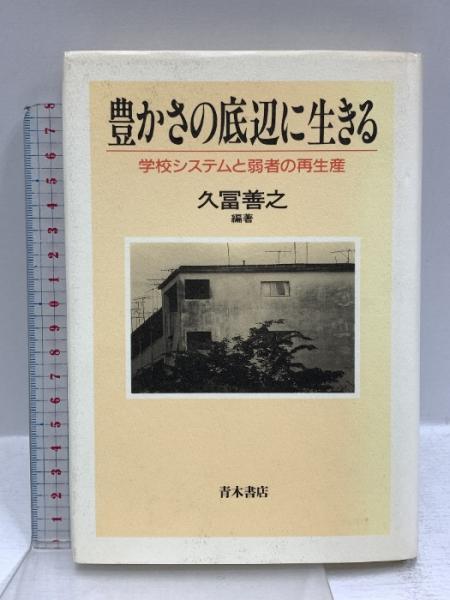 豊かさの底辺に生きる
学校システムと弱者の再生産
久冨善之
編著
青木書店